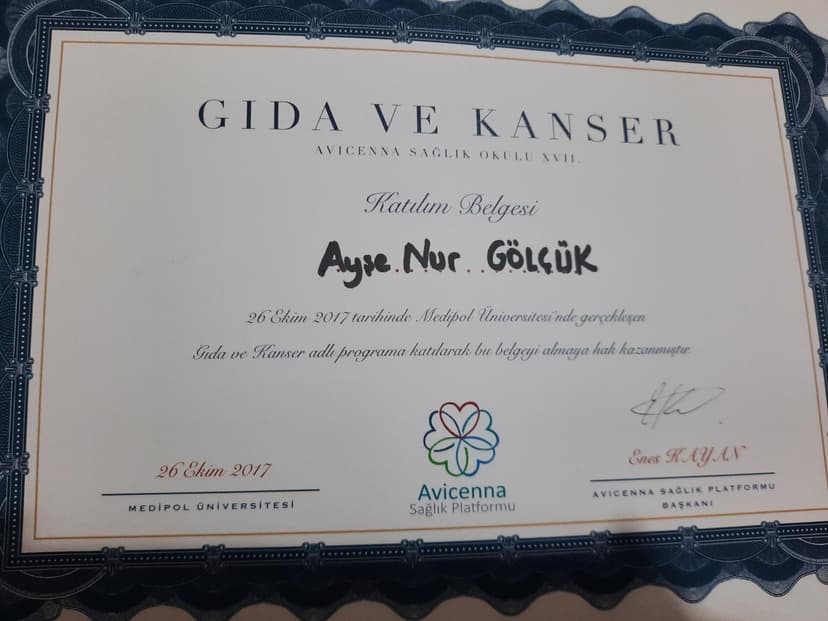 GIDA VE KANSER
AVICENNA SAĞLIK OKULU XVII.
Katılım Belgesi
Ayşe Nur GÖLÇÜK
26 Ekim 2017 tarihinde Medipol Üniversitesi'nde gerçekleşen
Gıda ve Kanser adlı programa katılarak bu belgeyi almaya hak kazanmıştır.
26 Ekim 2017
MEDİPOL ÜNİVERSİTESİ
Avicenna
Sağlık Platformu
Enes KAYAN
AVICENNA SAĞLIK PLATFORMU
BAŞKANI